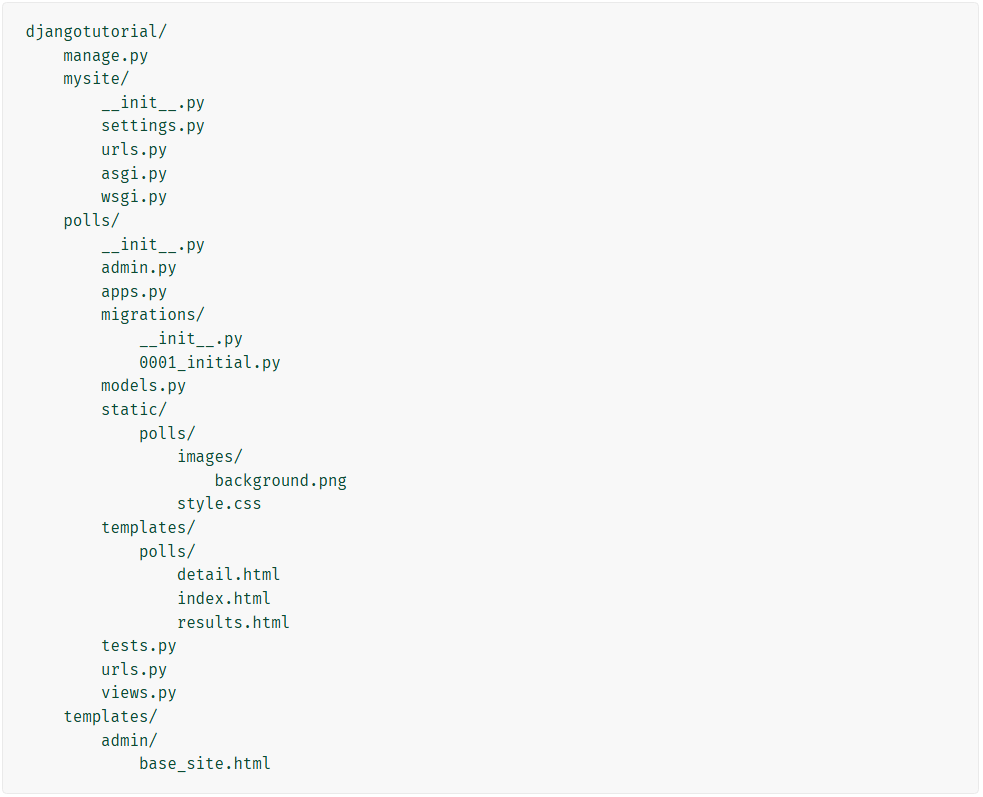 djangotutorial/
    manage.py
    mysite/
        __init__.py
        settings.py
        urls.py
        asgi.py
        wsgi.py
    polls/
        __init__.py
        admin.py
        apps.py
        migrations/
            __init__.py
            0001_initial.py
        models.py
        static/
            polls/
                images/
                    background.png
                style.css
        templates/
            polls/
                detail.html
                index.html
                results.html
        tests.py
        urls.py
        views.py
    templates/
        admin/
            base_site.html